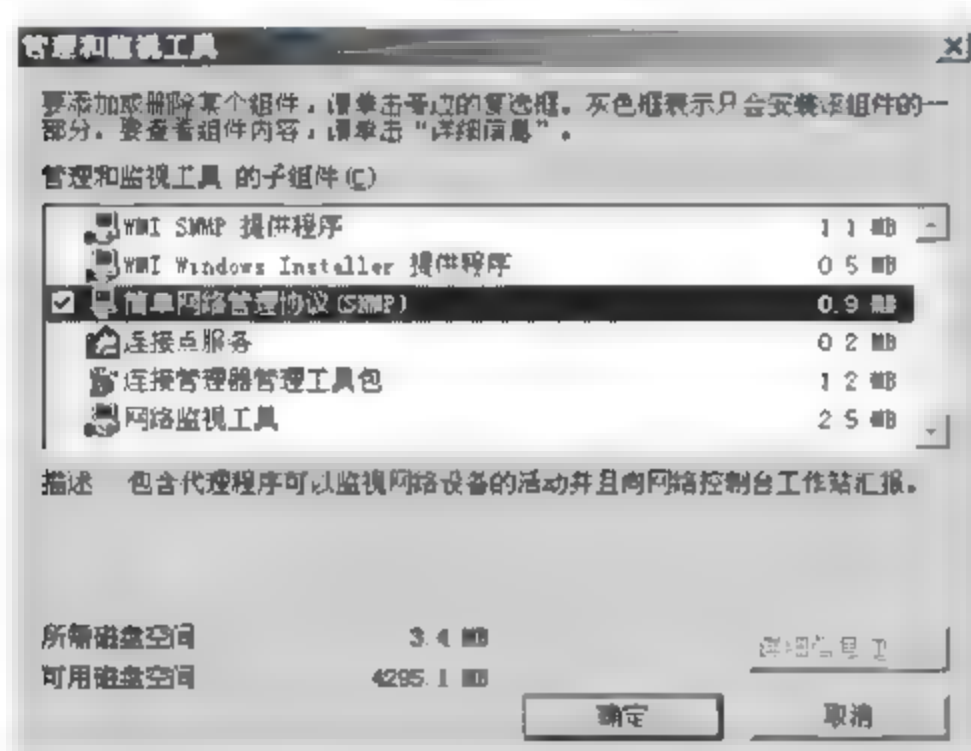 管理和监视工具
要添加或删除某个组件，请单击旁边的复选框。灰色框表示只会安装该组件的一
部分。要查看组件内容，请单击“详细信息”。
管理和监视工具 的子组件(C)
WMI SNMP 提供程序 1 1 MB
WMI Windows Installer 提供程序 0 5 MB
简单网络管理协议(SNMP) 0.9 MB
连接点服务 0 2 MB
连接管理器管理工具包 1 2 MB
网络监视工具 2 5 MB
描述 包含代理程序可以监视网络设备的活动并且向网络控制台工作站汇报。
所需磁盘空间 3.4 MB
可用磁盘空间 4295.1 MB
详细信息 D
确定 取消